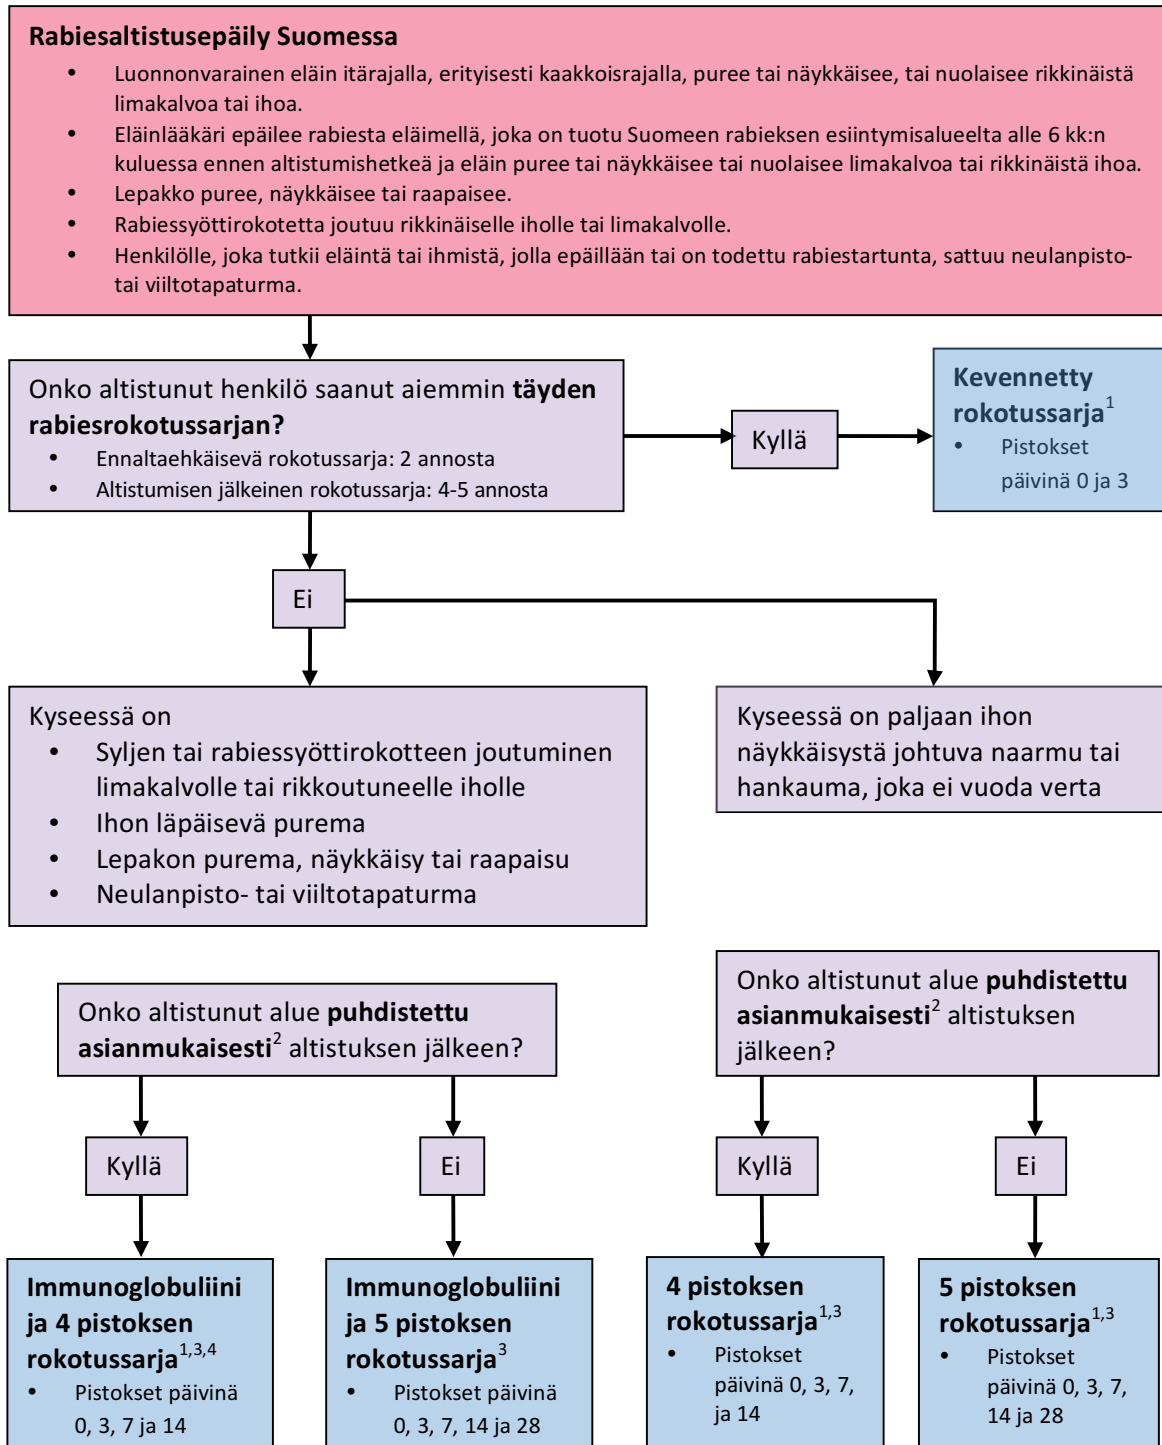 Rabiesaltistusepäily Suomessa
• Luonnonvarainen eläin itärajalla, erityisesti kaakkoisrajalla, puree tai näykkäisee, tai nuolaisee rikkinäistä
limakalvoa tai ihoa.
• Eläinlääkäri epäilee rabiesta eläimellä, joka on tuotu Suomeen rabieksen esiintymisalueelta alle 6 kk:n
kuluessa ennen altistumishetkeä ja eläin puree tai näykkäisee tai nuolaisee limakalvoa tai rikkinäistä ihoa.
• Lepakko puree, näykkäisee tai raapaisee.
• Rabiessyöttirokotetta joutuu rikkinäiselle iholle tai limakalvolle.
• Henkilölle, joka tutkii eläintä tai ihmistä, jolla epäillään tai on todettu rabiestartunta, sattuu neulanpisto-
tai viiltotapaturma.
Onko altistunut henkilö saanut aiemmin täyden
rabiesrokotussarjan?
• Ennaltaehkäisevä rokotussarja: 2 annosta
• Altistumisen jälkeinen rokotussarja: 4-5 annosta
Kyllä
Kevennetty
rokotussarja1
• Pistokset
päivinä 0 ja 3
Ei
Kyseessä on
• Syljen tai rabiessyöttirokotteen joutuminen
limakalvolle tai rikkoutuneelle iholle
• Ihon läpäisevä purema
• Lepakon purema, näykkäisy tai raapaisu
• Neulanpisto- tai viiltotapaturma
Kyseessä on paljaan ihon
näykkäisystä johtuva naarmu tai
hankauma, joka ei vuoda verta
Onko altistunut alue puhdistettu
asianmukaisesti2 altistuksen jälkeen?
Onko altistunut alue puhdistettu
asianmukaisesti2 altistuksen
jälkeen?
Kyllä
Ei
Kyllä
Ei
Immunoglobuliini
ja 4 pistoksen
rokotussarja1,3,4
• Pistokset päivinä
0, 3, 7 ja 14
Immunoglobuliini
ja 5 pistoksen
rokotussarja3
• Pistokset päivinä
0, 3, 7, 14 ja 28
4 pistoksen
rokotussarja1,3
• Pistokset
päivinä 0, 3, 7,
ja 14
5 pistoksen
rokotussarja1,3
• Pistokset
päivinä 0, 3, 7,
14 ja 28